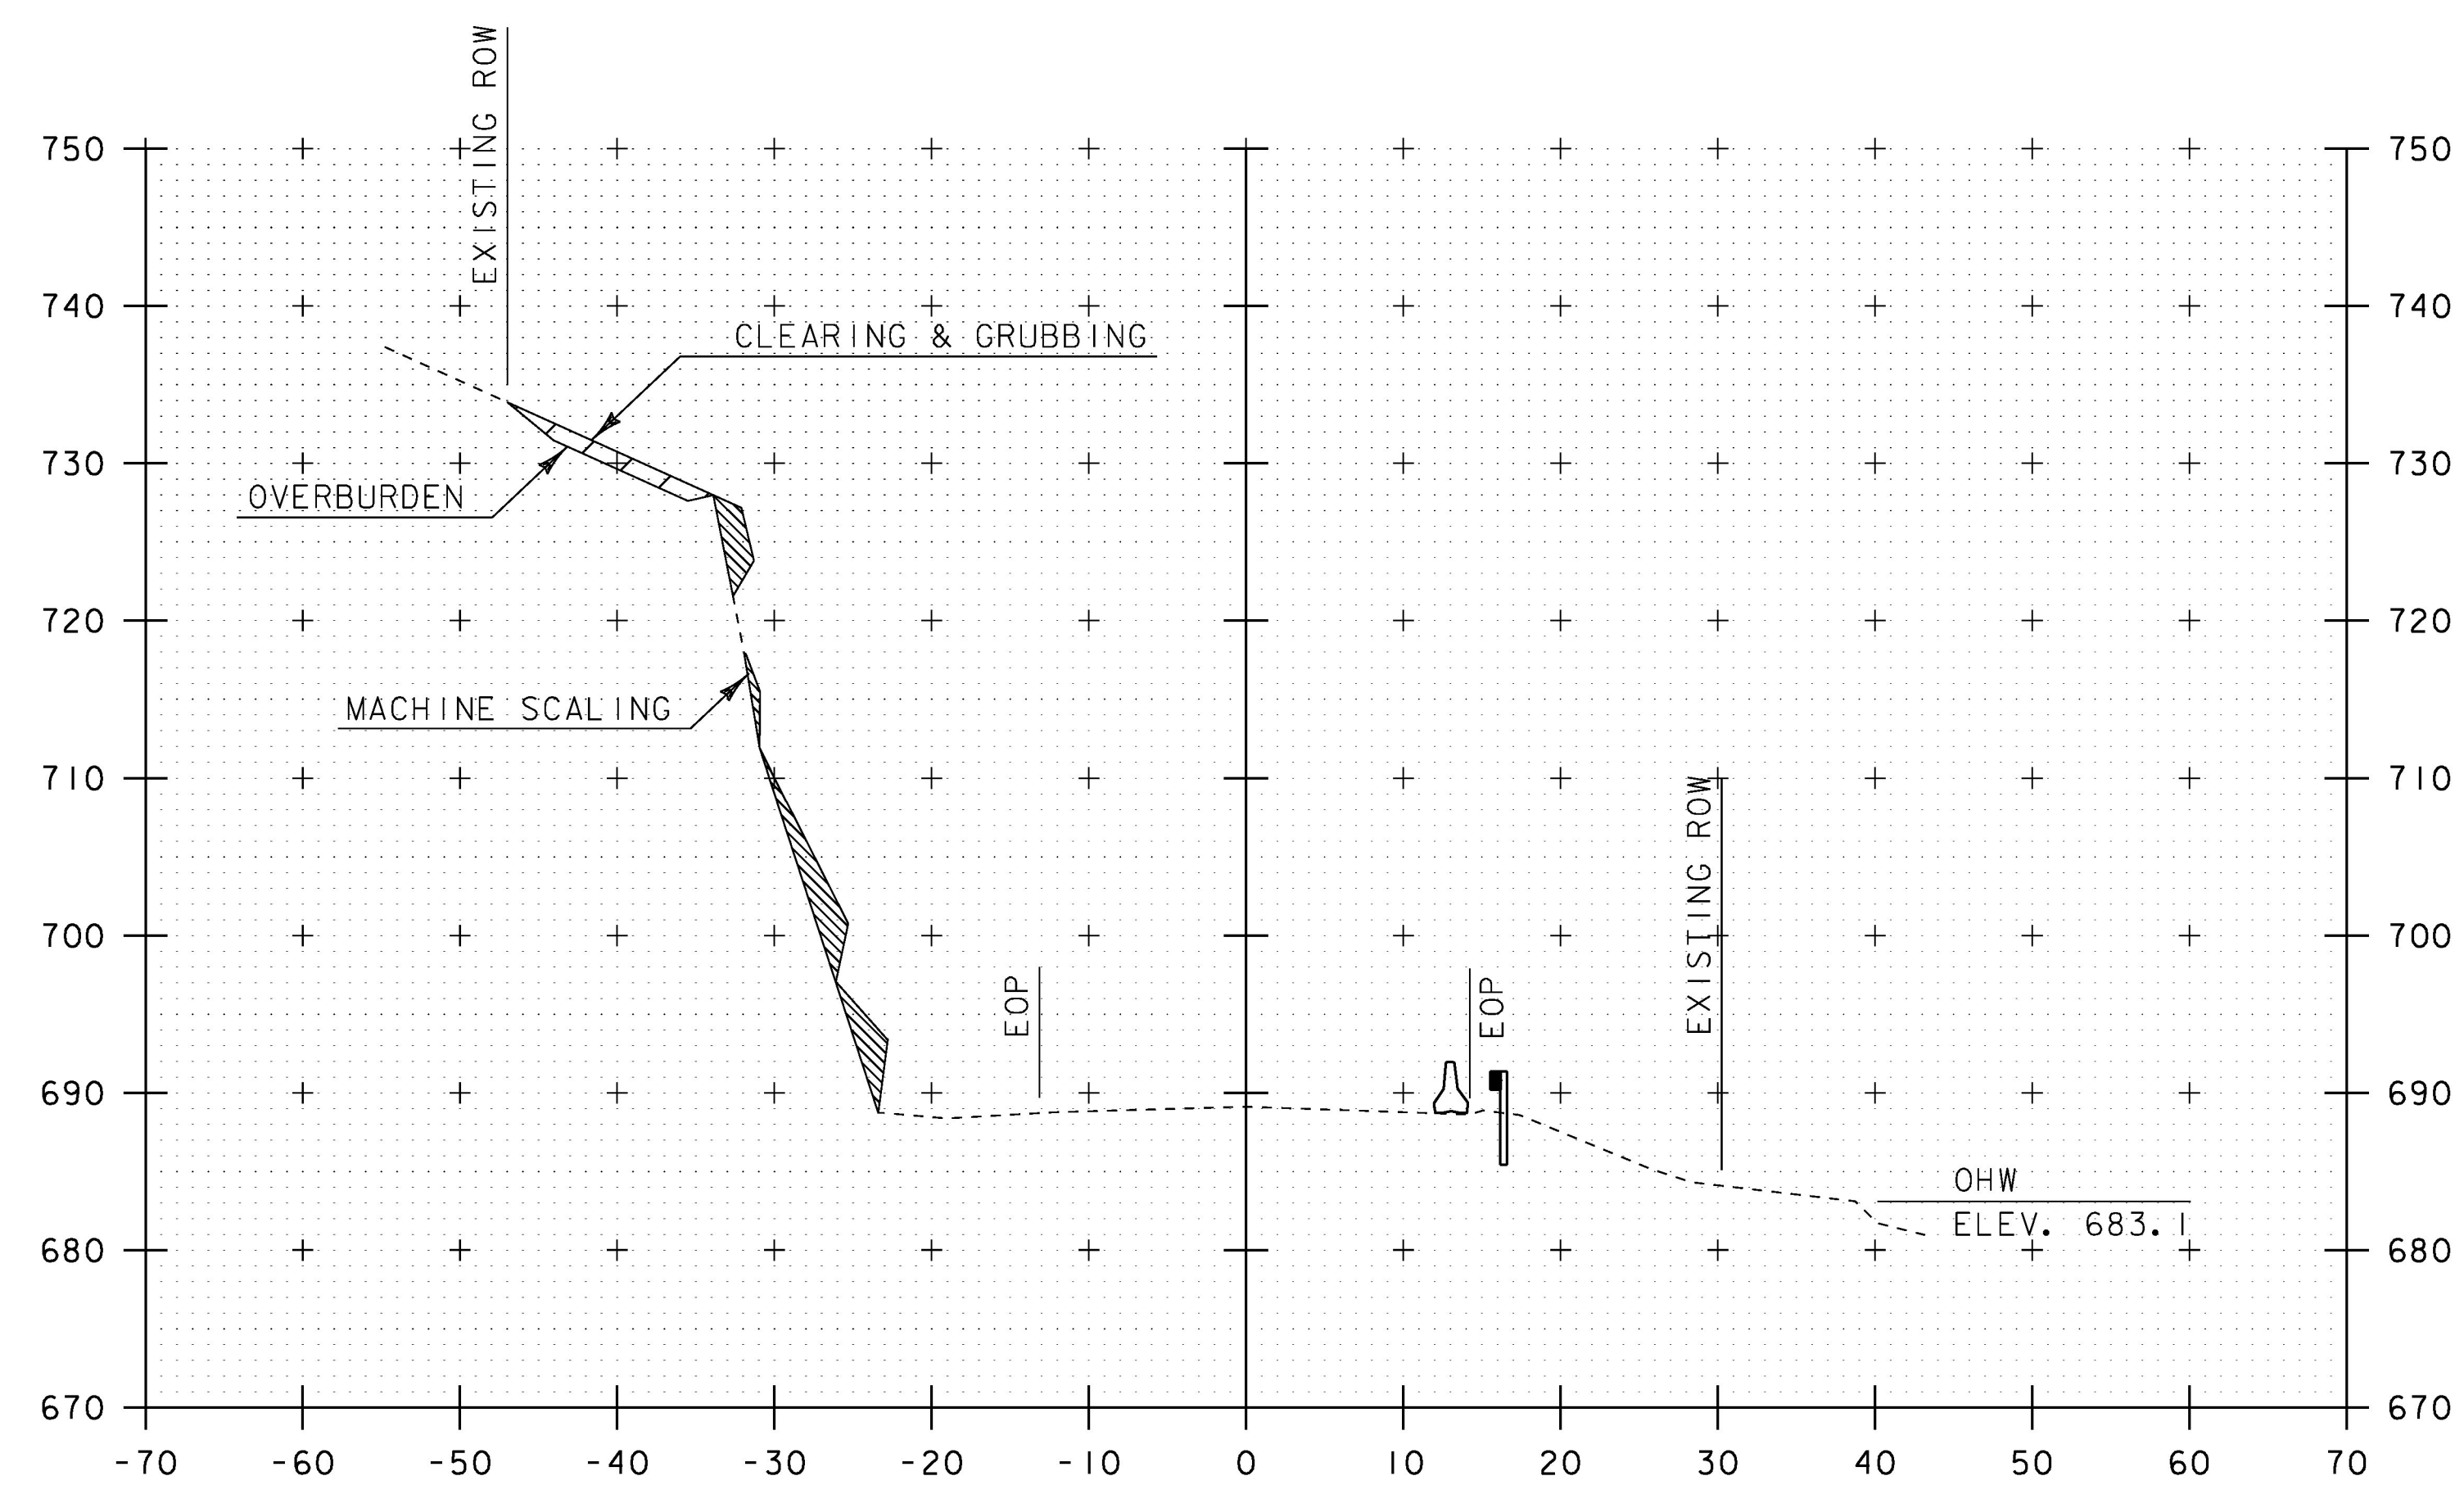 EXISTING ROW
750 750
740 740
CLEARING & GRUBBING
730 730
OVERBURDEN
720 720
MACHINE SCALING
710 710
EXISTING ROW
700 700
EOP
EOP
690 690
OHW
ELEV. 683.1
680 680
670 670
-70 -60 -50 -40 -30 -20 -10 0 10 20 30 40 50 60 70